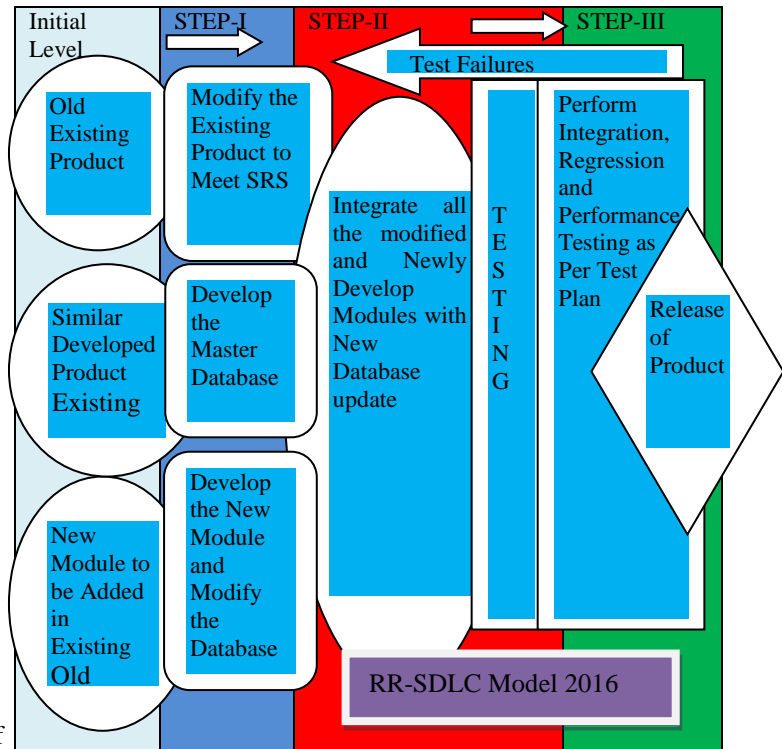 Initial
Level
STEP-I
STEP-II
STEP-III
Test Failures
Old
Existing
Product
Modify the
Existing
Product to
Meet SRS
Similar
Developed
Product
Existing
Develop
the
Master
Database
New
Module to
be Added
in
Existing
Old
Develop
the New
Module
and
Modify
the
Database
Integrate all
the modified
and Newly
Develop
Modules with
New
Database
update
T
E
S
T
I
N
G
Perform
Integration,
Regression
and
Performance
Testing as
Per Test
Plan
Release
of
Product
RR-SDLC Model 2016